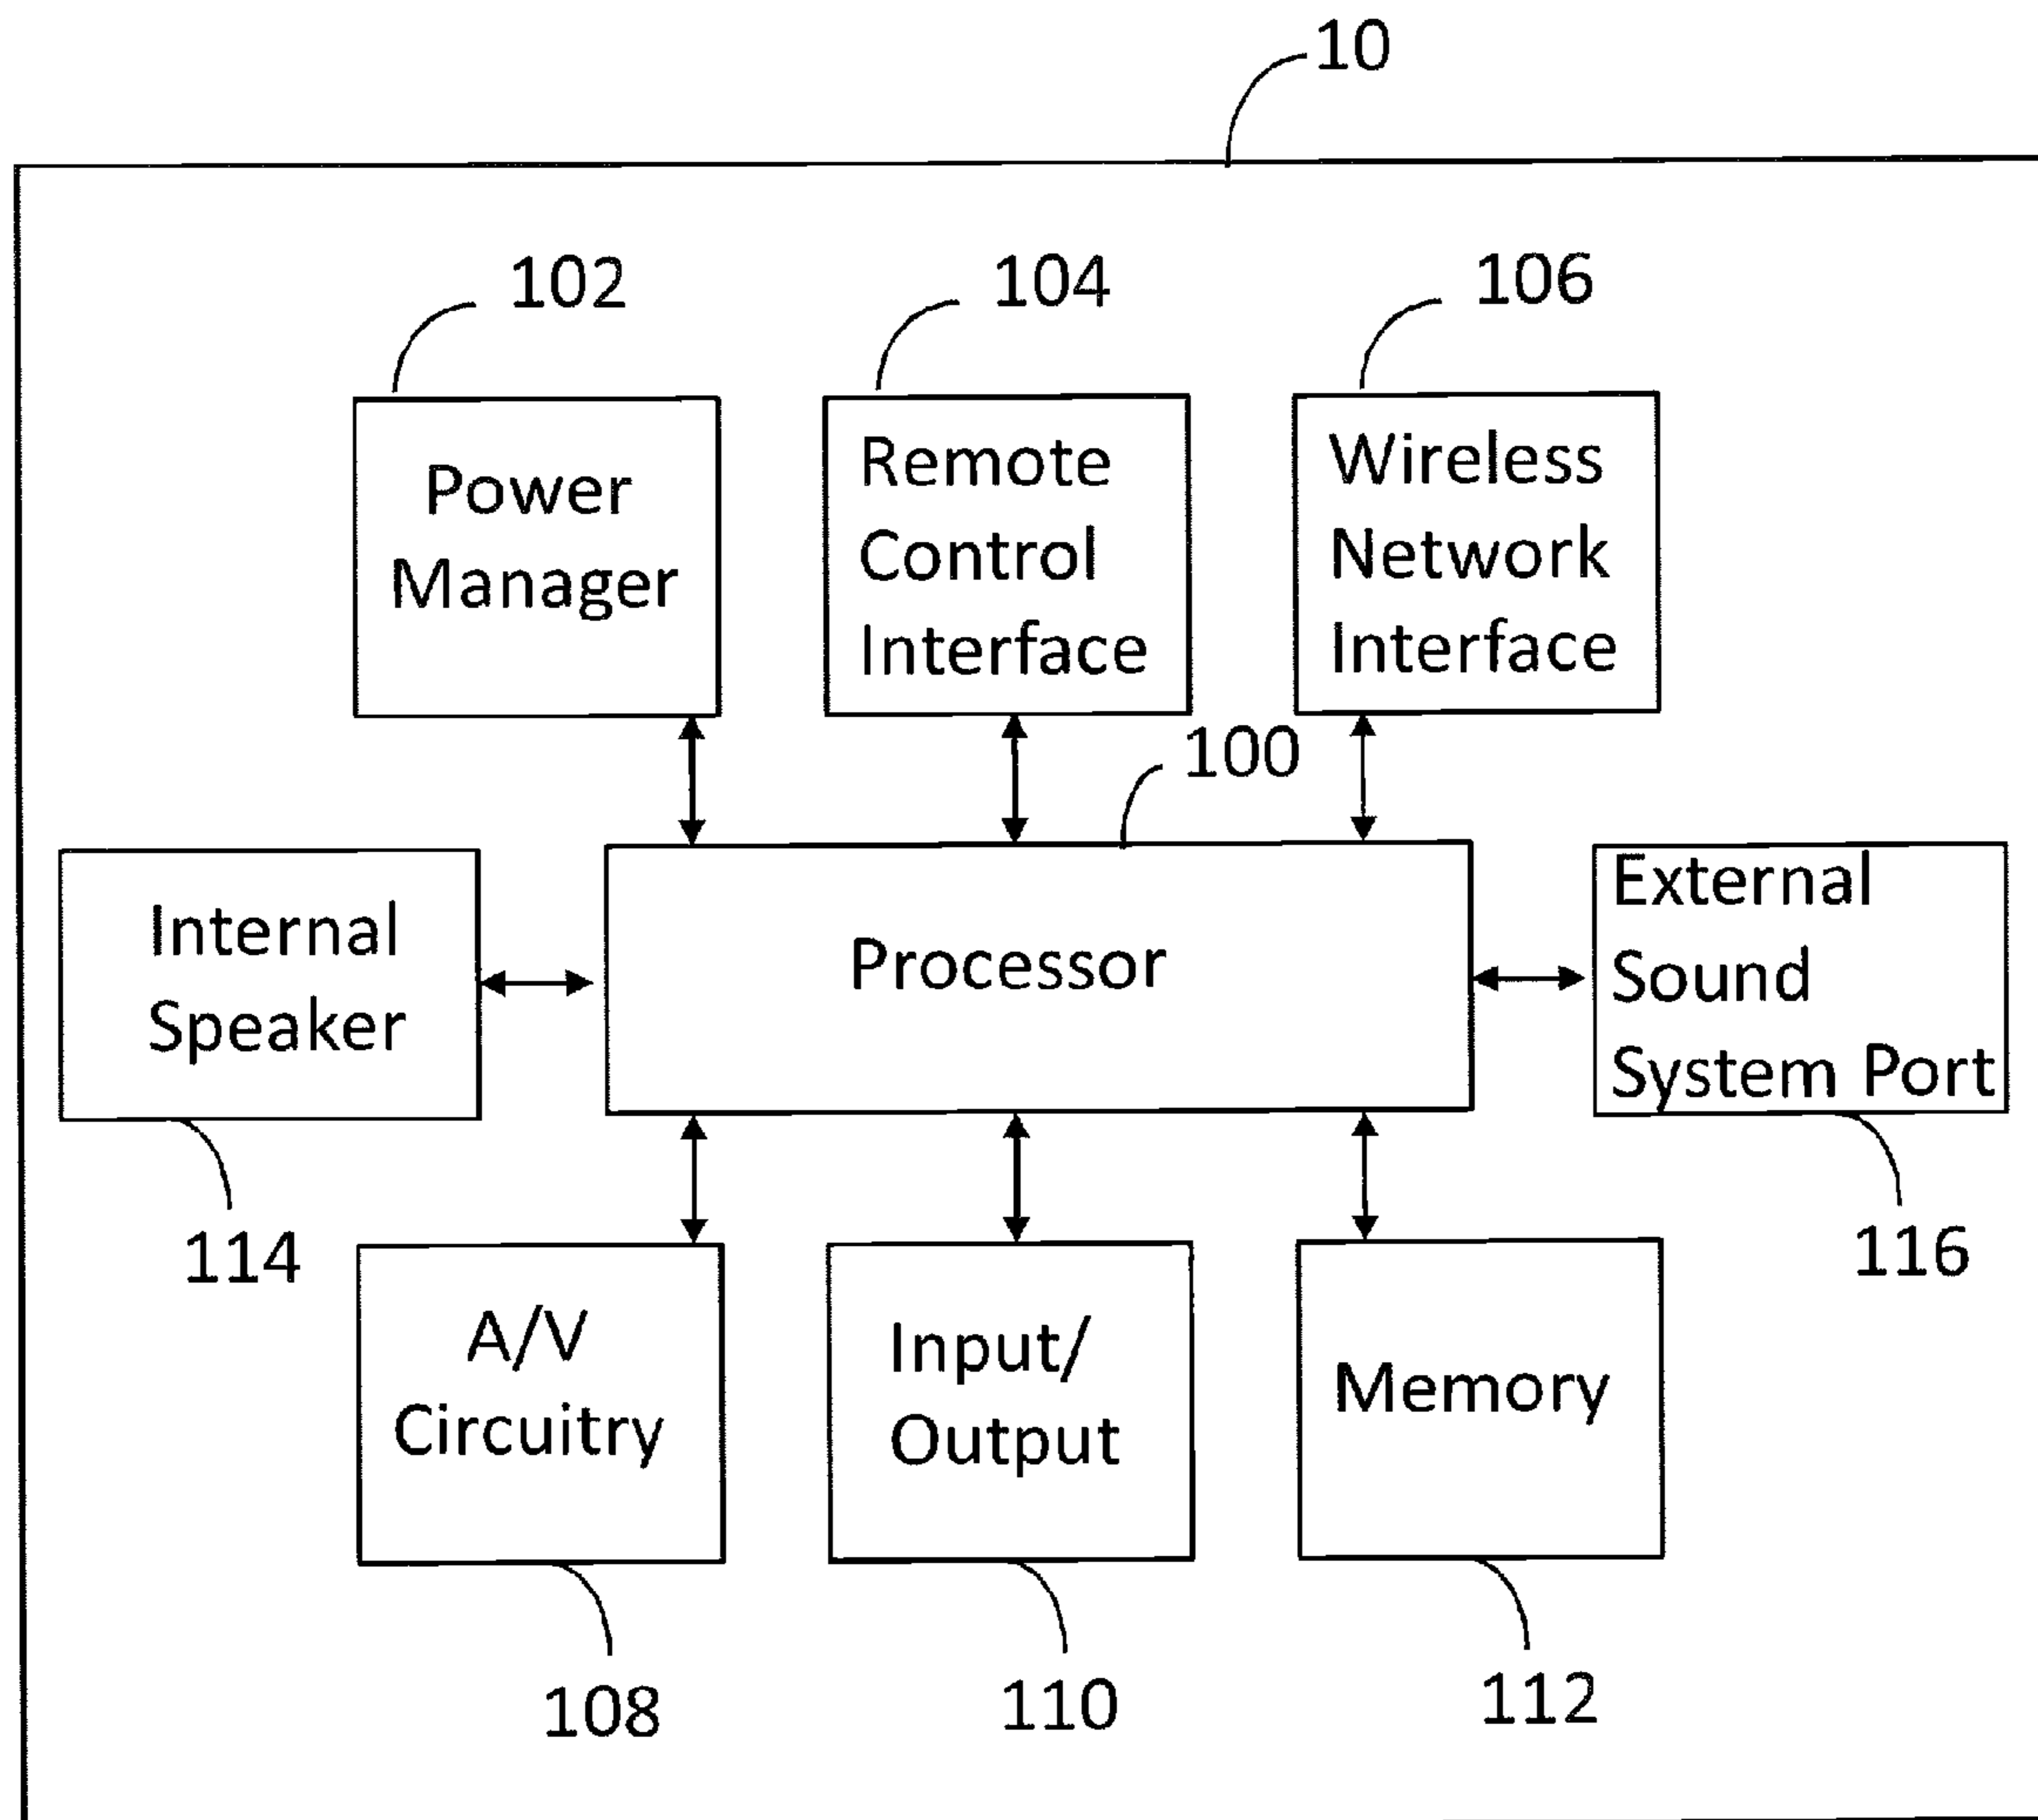 10
102
104
106
Power
Manager
Remote
Control
Interface
Wireless
Network
Interface
100
Internal
Speaker
Processor
External
Sound
System Port
114
116
A/V
Circuitry
Input/
Output
Memory
108
110
112